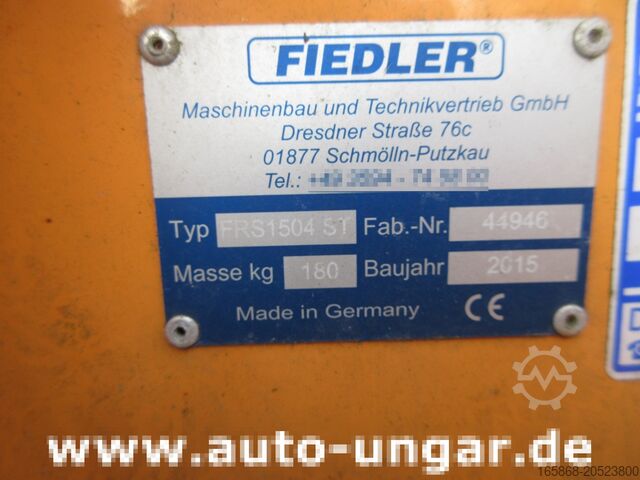 FIEDLER®
Maschinenbau und Technikvertrieb GmbH
Dresdner Straße 76c
01877 Schmölln-Putzkau
Tel.:
Typ FRS1504 ST Fab.-Nr. 44946
Masse kg 180 Baujahr 2015
Made in Germany CE
www.auto-ungar.de
165868-20523800